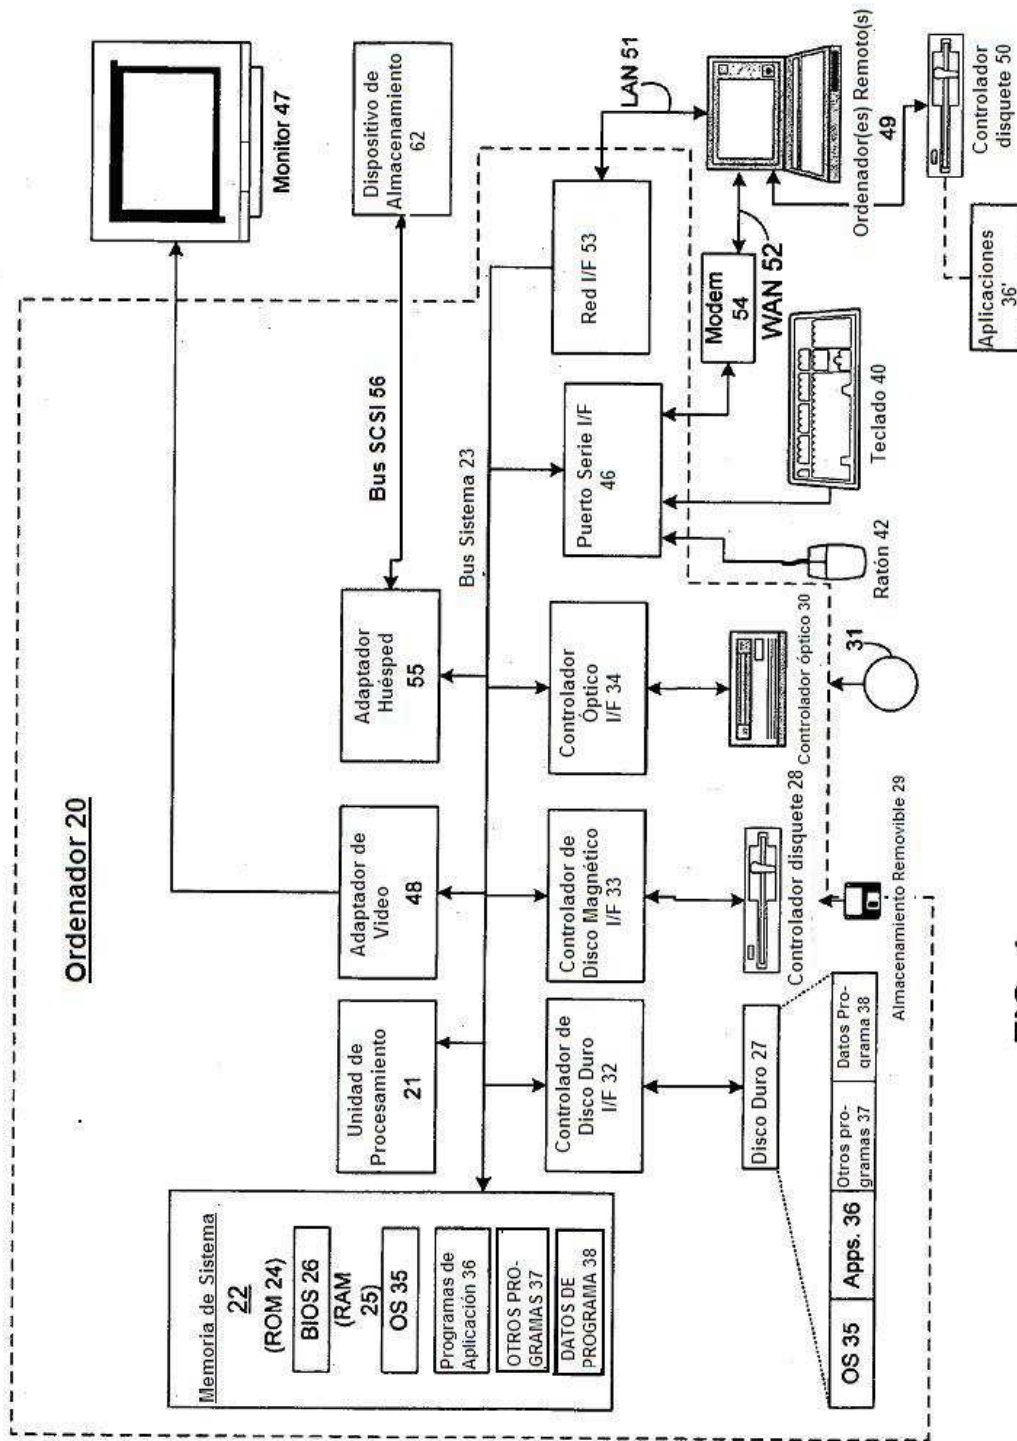 Ordenador 20
Monitor 47
Memoria de Sistema
22
(ROM 24)
BIOS 26
(RAM
25)
OS 35
Programas de
Aplicación 36
OTROS PRO-
GRAMAS 37
DATOS DE
PROGRAMA 38
Unidad de
Procesamiento
21
Adaptador de
Video
48
Adaptador
Huésped
55
Bus SCSI 56
Dispositivo de
Almacenamiento
62
Bus Sistema 23
Controlador de
Disco Duro
I/F 32
Controlador de
Disco Magnético
I/F 33
Controlador
Óptico
I/F 34
Puerto Serie I/F
46
Red I/F 53
LAN 51
Disco Duro 27
Controlador disquete 28
Controlador óptico 30
Modem
54
WAN 52
Ordenador(es) Remoto(s)
49
OS 35
Apps. 36
Otros pro-
gramas 37
Datos Pro-
grama 38
Almacenamiento Removible 29
31
Ratón 42
Teclado 40
Controlador
disquete 50
Aplicaciones
36'